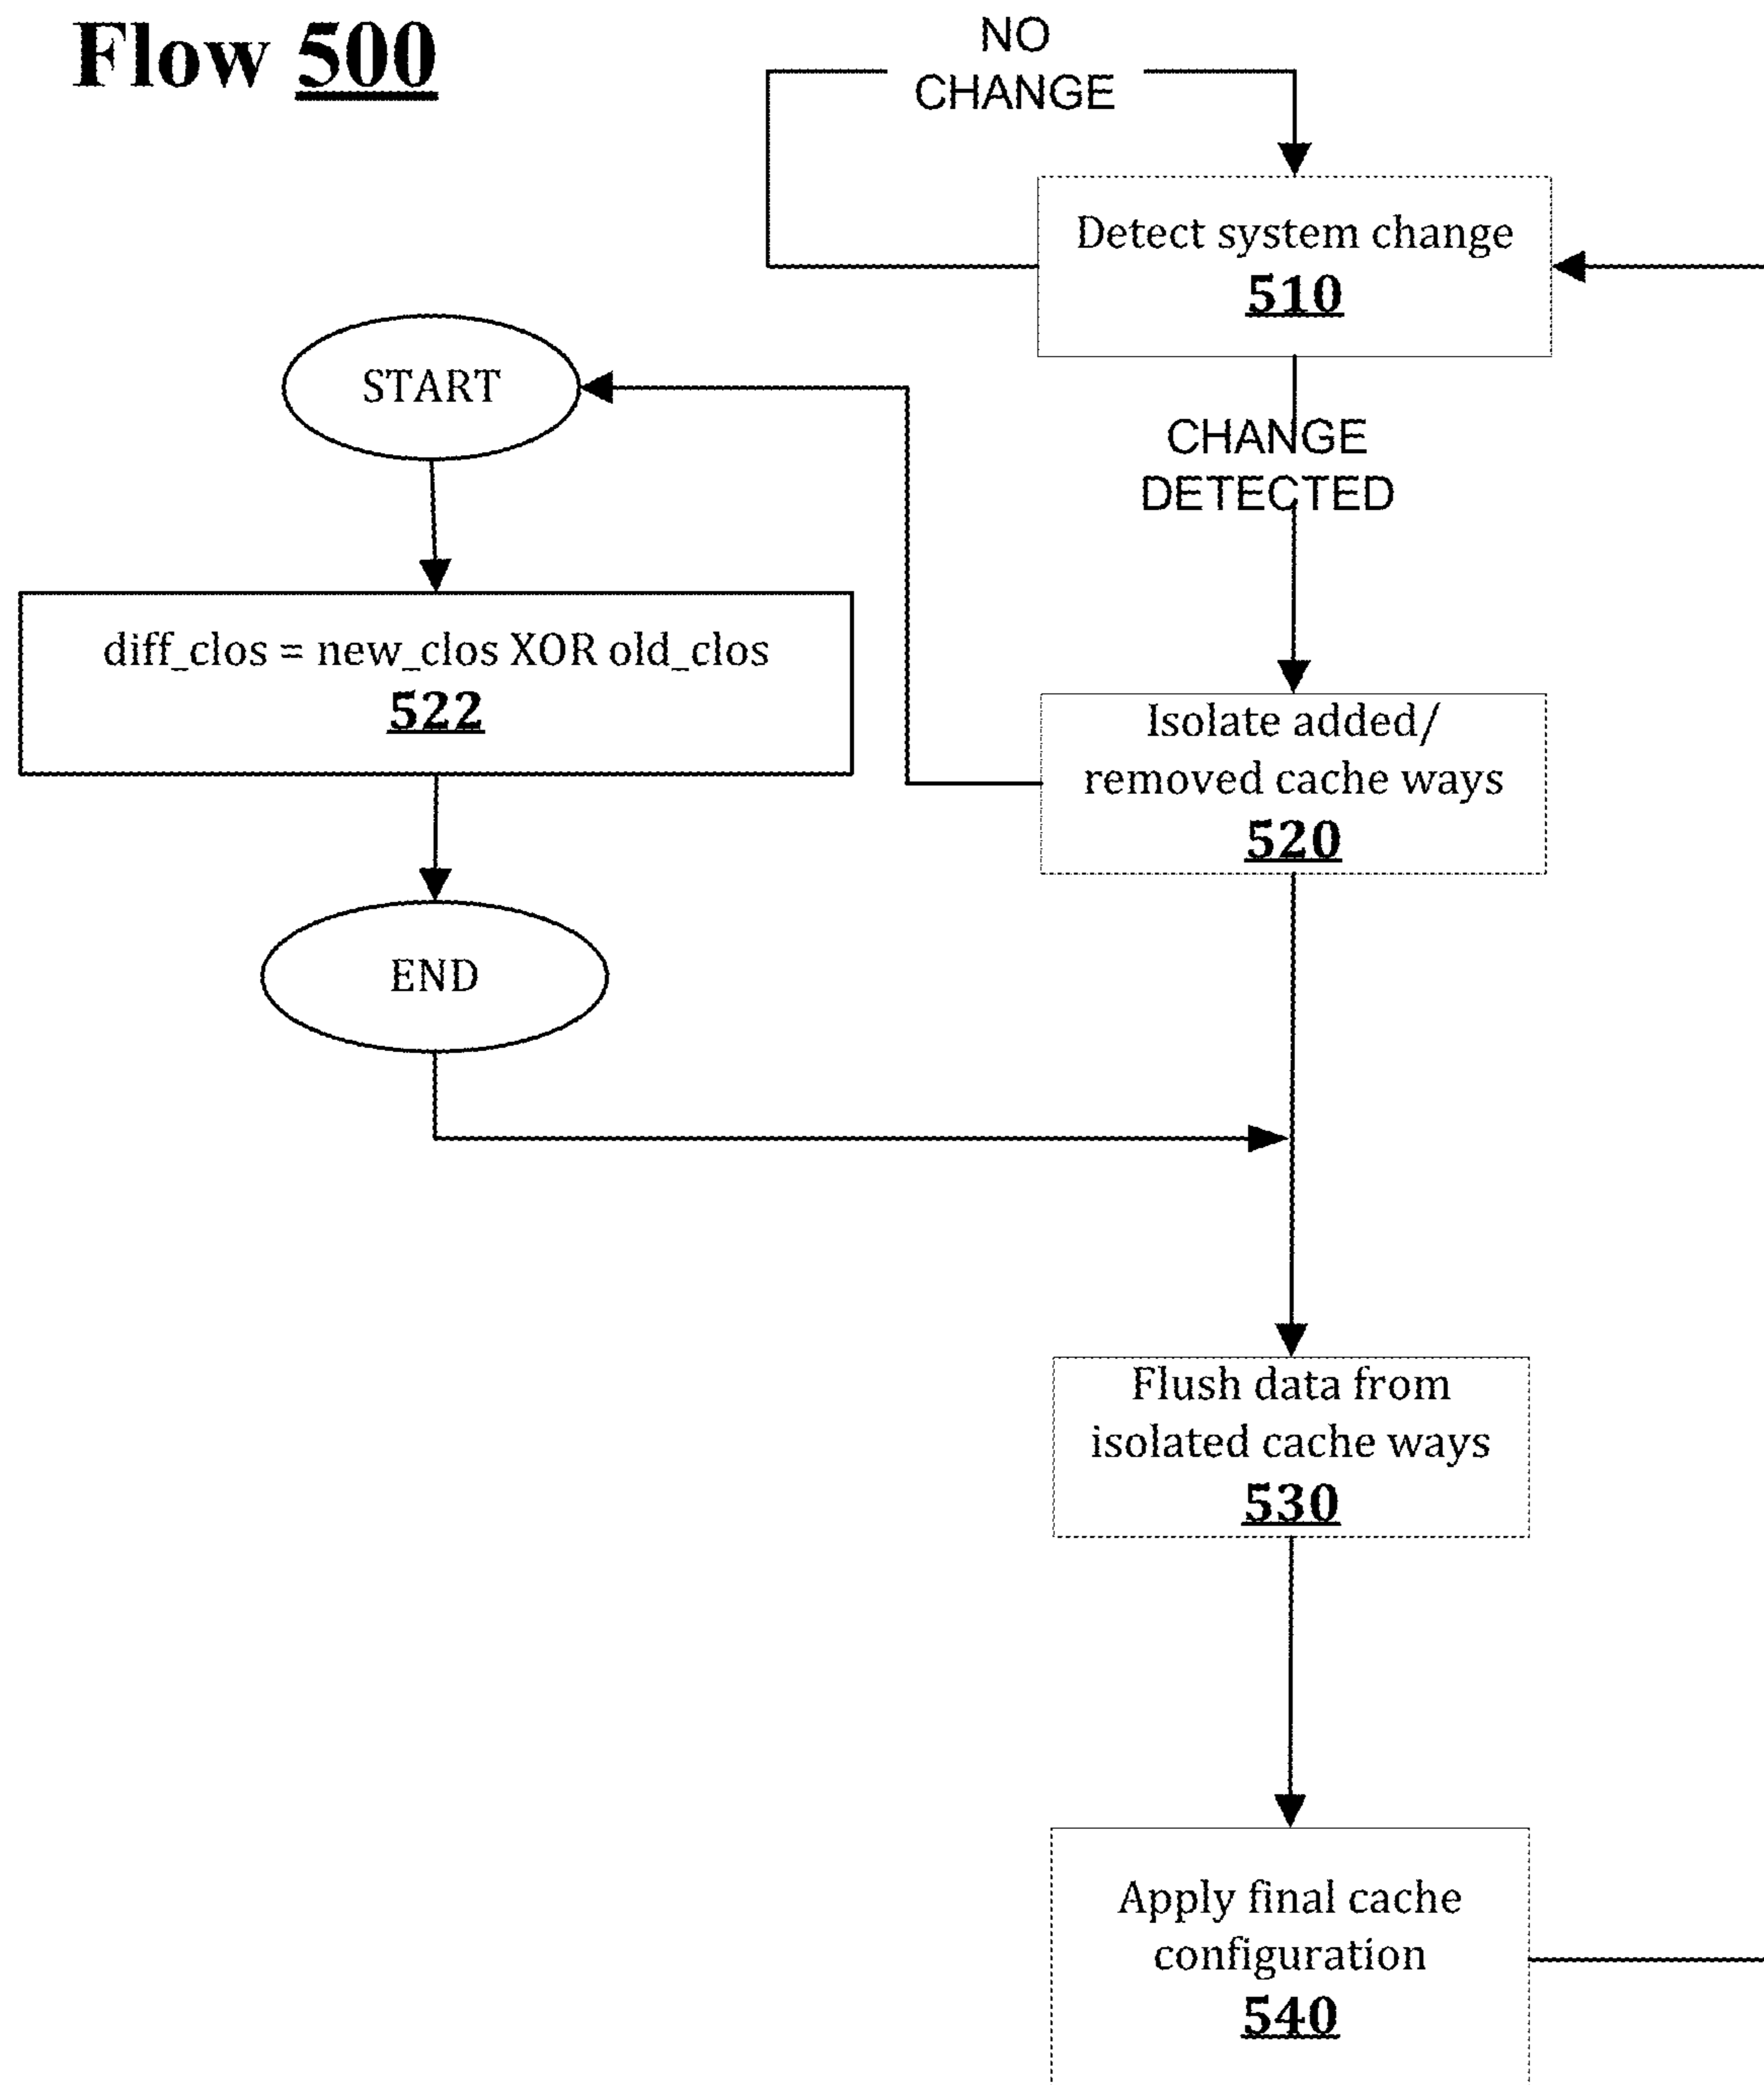 Flow 500
NO
CHANGE
Detect system change
510
START
CHANGE
DETECTED
diff_clos = new_clos XOR old_clos
522
Isolate added/
removed cache ways
520
END
Flush data from
isolated cache ways
530
Apply final cache
configuration
540